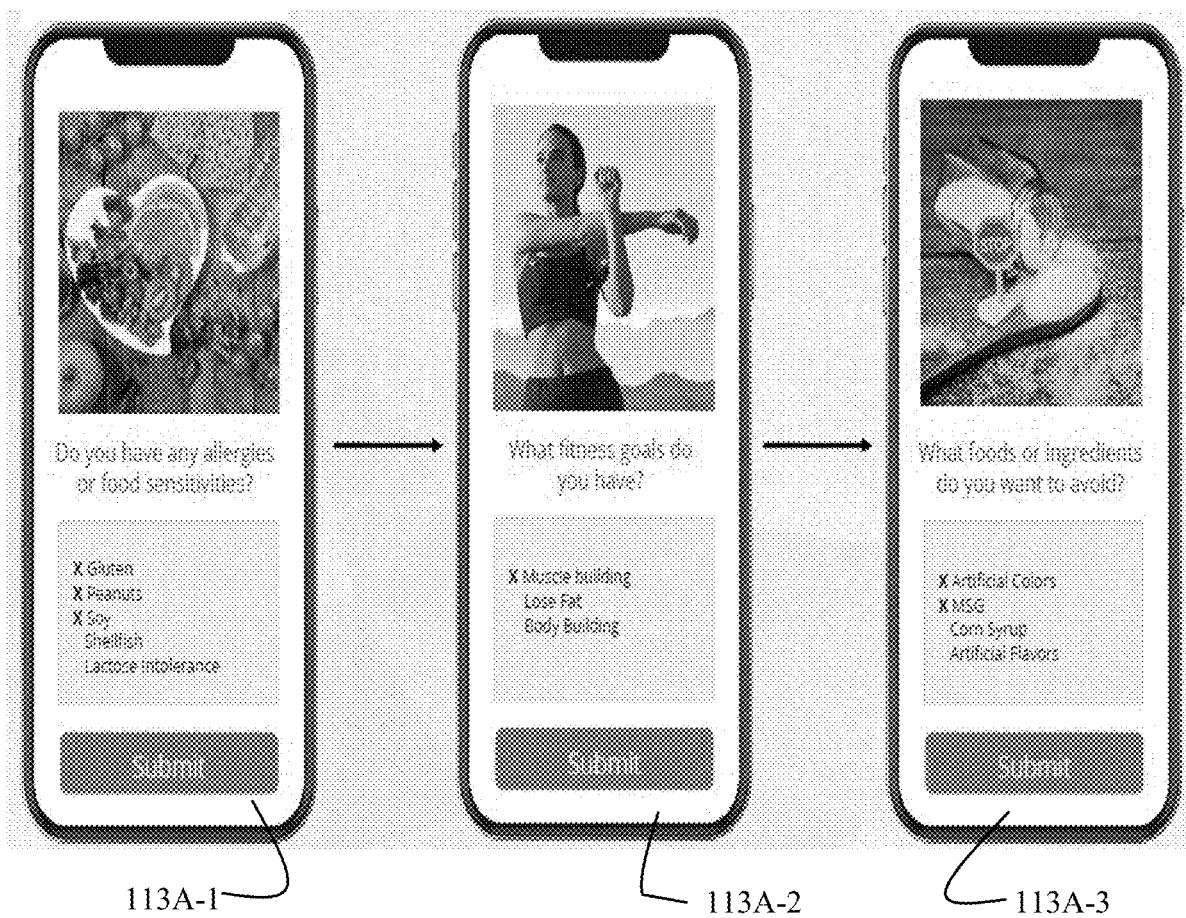 Do you have any allergies
or food sensitivities?
X Gluten
X Peanuts
X Soy
Shellfish
Lactose Intolerance
Submit
113A-1
What fitness goals do
you have?
X Muscle building
Lose Fat
Body Building
Submit
113A-2
What foods or ingredients
do you want to avoid?
X Artificial Colors
X MSG
Corn Syrup
Artificial Flavors
Submit
113A-3